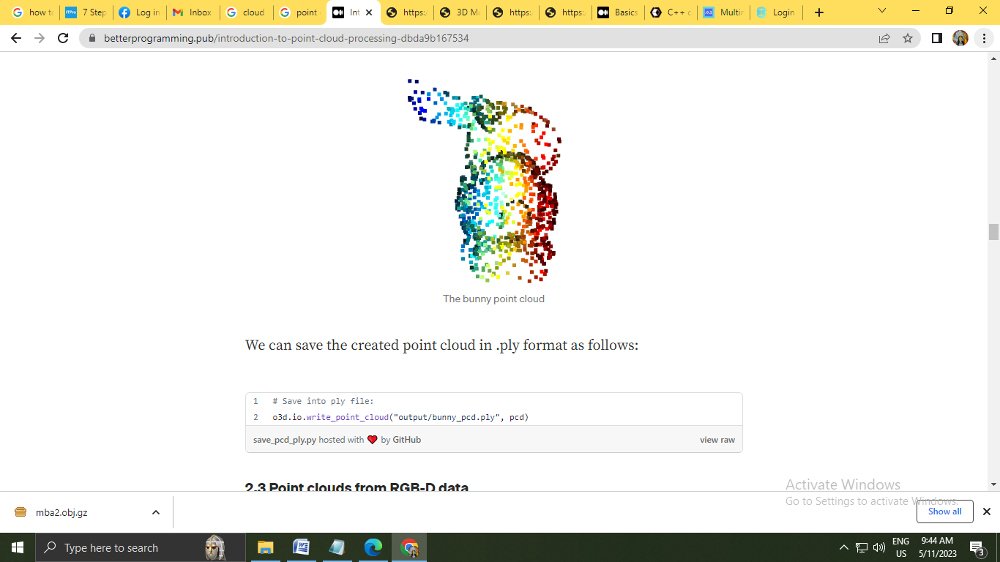 how to
7 Step
Log in
Inbox
cloud
point
Int
https:
3D M
https:
https:
Basics
C++ c
Multir
Login
betterprogramming.pub/introduction-to-point-cloud-processing-dbda9b167534
The bunny point cloud
We can save the created point cloud in .ply format as follows:
1 # Save into ply file:
2 o3d.io.write_point_cloud("output/bunny_pcd.ply", pcd)
save_pcd_ply.py hosted with ❤ by GitHub view raw
2.3 Point clouds from RGB-D data
Activate Windows
Go to Settings to activate Windows.
mba2.obj.gz
Show all
Type here to search
ENG
US
9:44 AM
5/11/2023
3